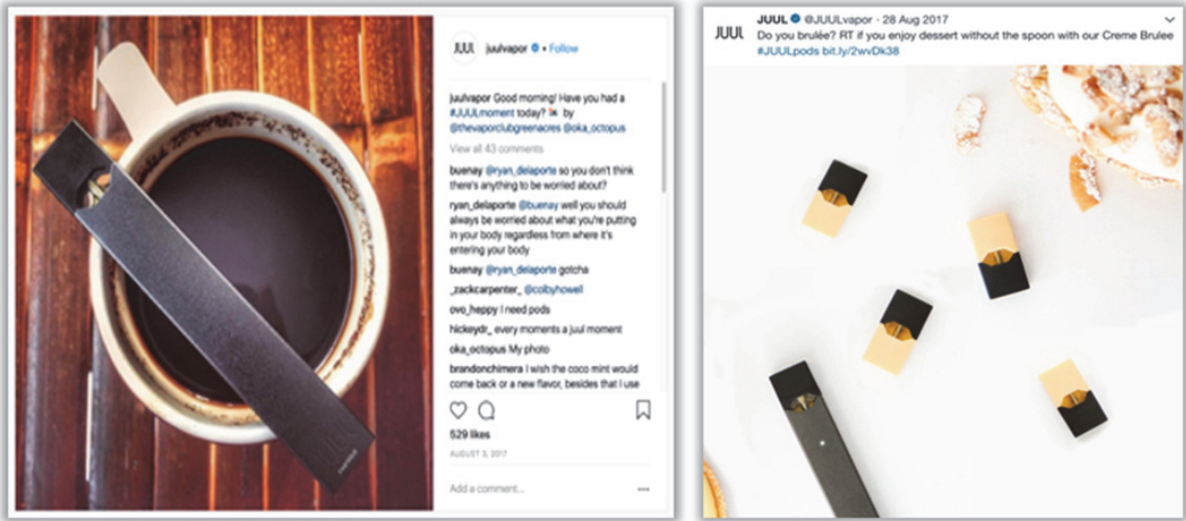 JUUL
juulvapor • Follow
juulvapor Good morning! Have you had a
#JUULmoment today? by
@thevaporclubgreenacres @oka_octopus
View all 43 comments
buenay @ryan_delaporte so you don't think
there's anything to be worried about?
ryan_delaporte @buenay well you should
always be worried about what you're putting
in your body regardless from where it's
entering your body
buenay @ryan_delaporte gotcha
_zackcarpenter_ @colbyhowell
ovo_heppy I need pods
hickeydr_ every moments a juul moment
oka_octopus My photo
brandonchimera I wish the coco mint would
come back or a new flavor, besides that I use
529 likes
AUGUST 3, 2017
Add a comment...
JUUL
JUUL
JUUL @JUULvapor · 28 Aug 2017
Do you brulée? RT if you enjoy dessert without the spoon with our Creme Brulee
#JUULpods bit.ly/2wvDk38